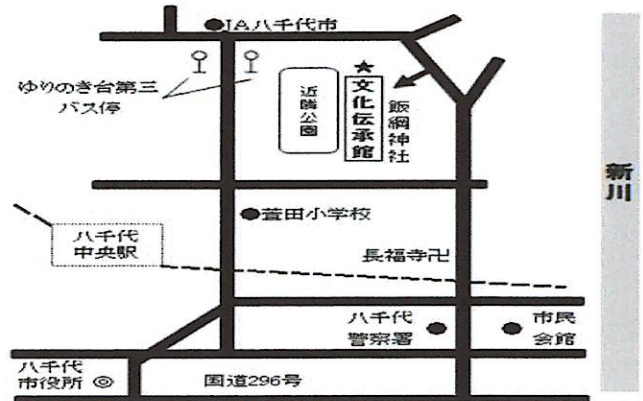 JA八千代市
ゆりのき台第三
バス停
近隣公園
★
文化伝承館
飯綱神社
新川
萱田小学校
八千代
中央駅
長福寺卍
八千代
警察署
市民
会館
八千代
市役所
国道296号